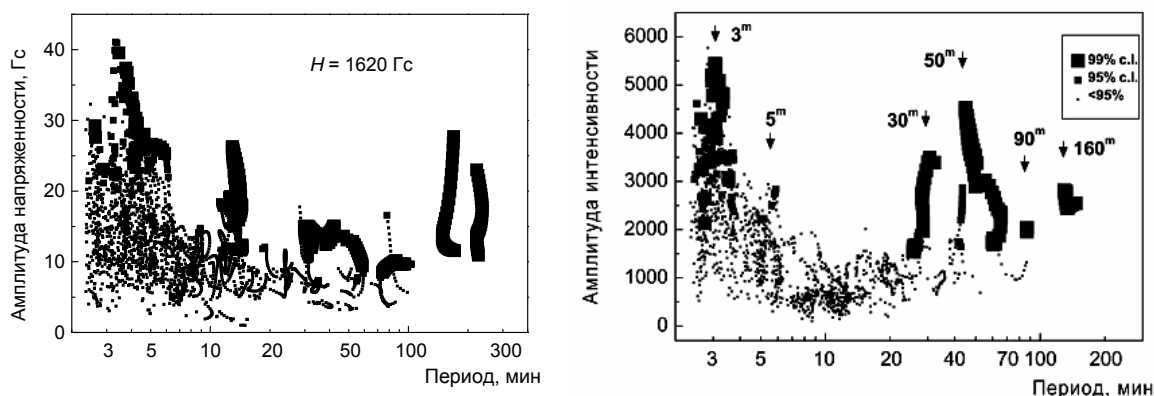 Амплитуда напряженности, Гс
40
30
20
10
0
H = 1620 Гс
3 5 10 20 50 100 300
Период, мин
Амплитуда интенсивности
6000
5000
4000
3000
2000
1000
0
3m
5m
30m
50m
90m
160m
99% c.l.
95% c.l.
<95%
3 5 10 20 40 70 100 200
Период, мин